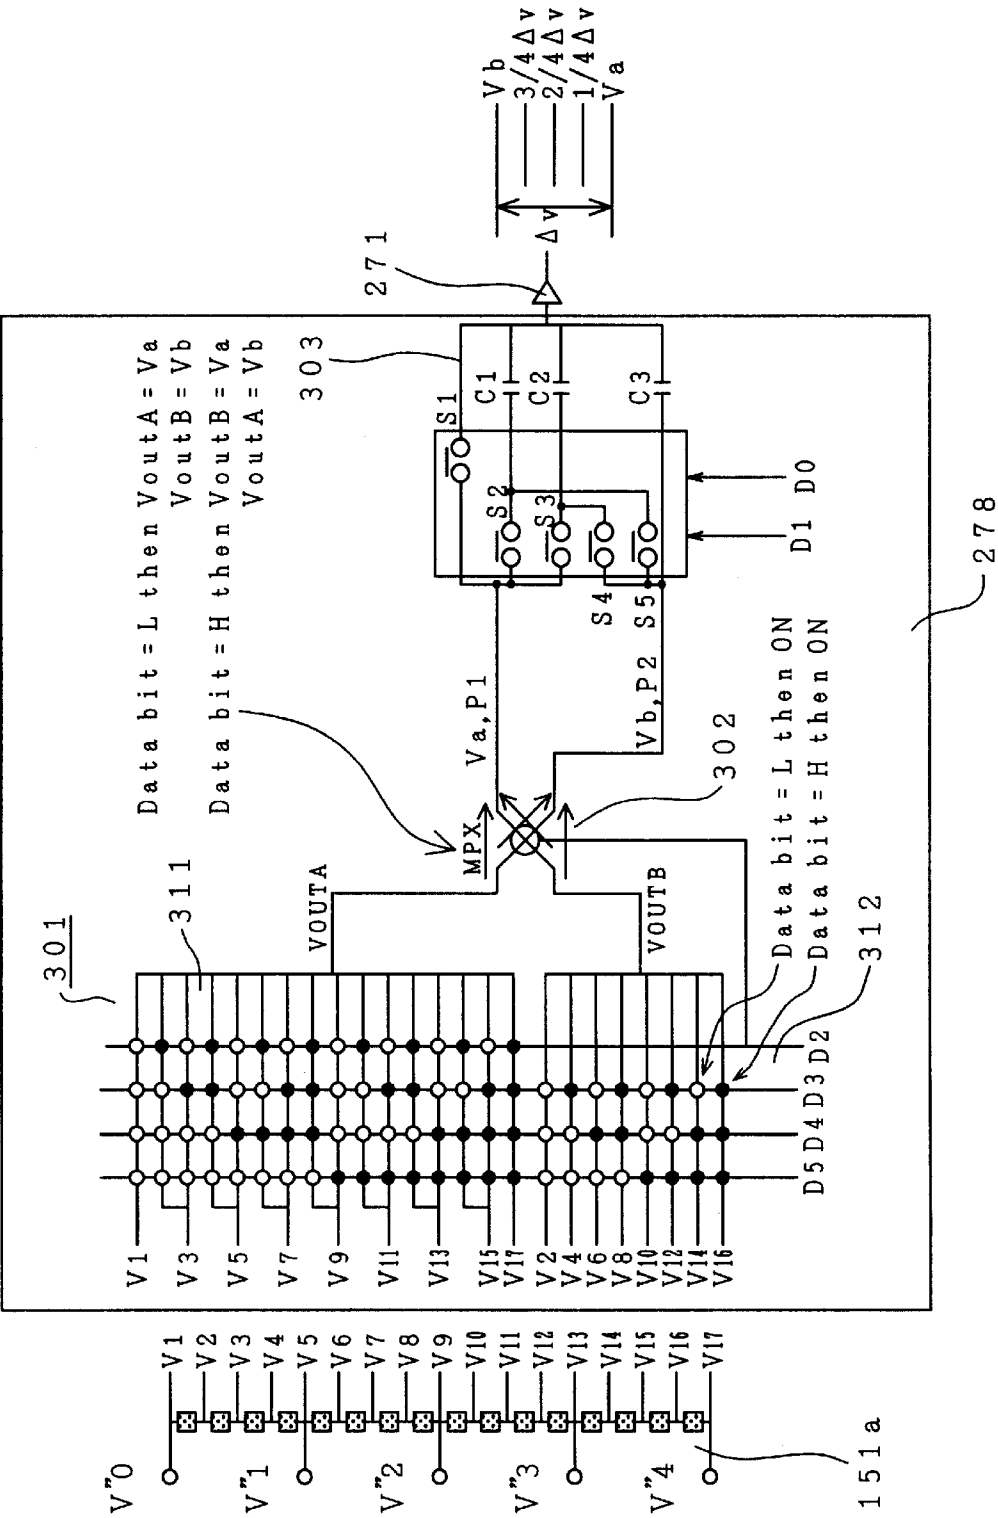 Data bit = L then VoutA = Va
VoutB = Vb
Data bit = H then VoutB = Va
VoutA = Vb
301
311
VOUTA
VOUTB
MPX
302
Va,P1
Vb,P2
303
S1
S2
S3
S4
S5
C1
C2
C3
D1
D0
271
Δv
Vb
3/4Δv
2/4Δv
1/4Δv
Va
Data bit = L then ON
Data bit = H then ON
312
278
D5
D4
D3
D2
V1
V3
V5
V7
V9
V11
V13
V15
V17
V2
V4
V6
V8
V10
V12
V14
V16
V1
V2
V3
V4
V5
V6
V7
V8
V9
V10
V11
V12
V13
V14
V15
V16
V17
V"0
V"1
V"2
V"3
V"4
151a